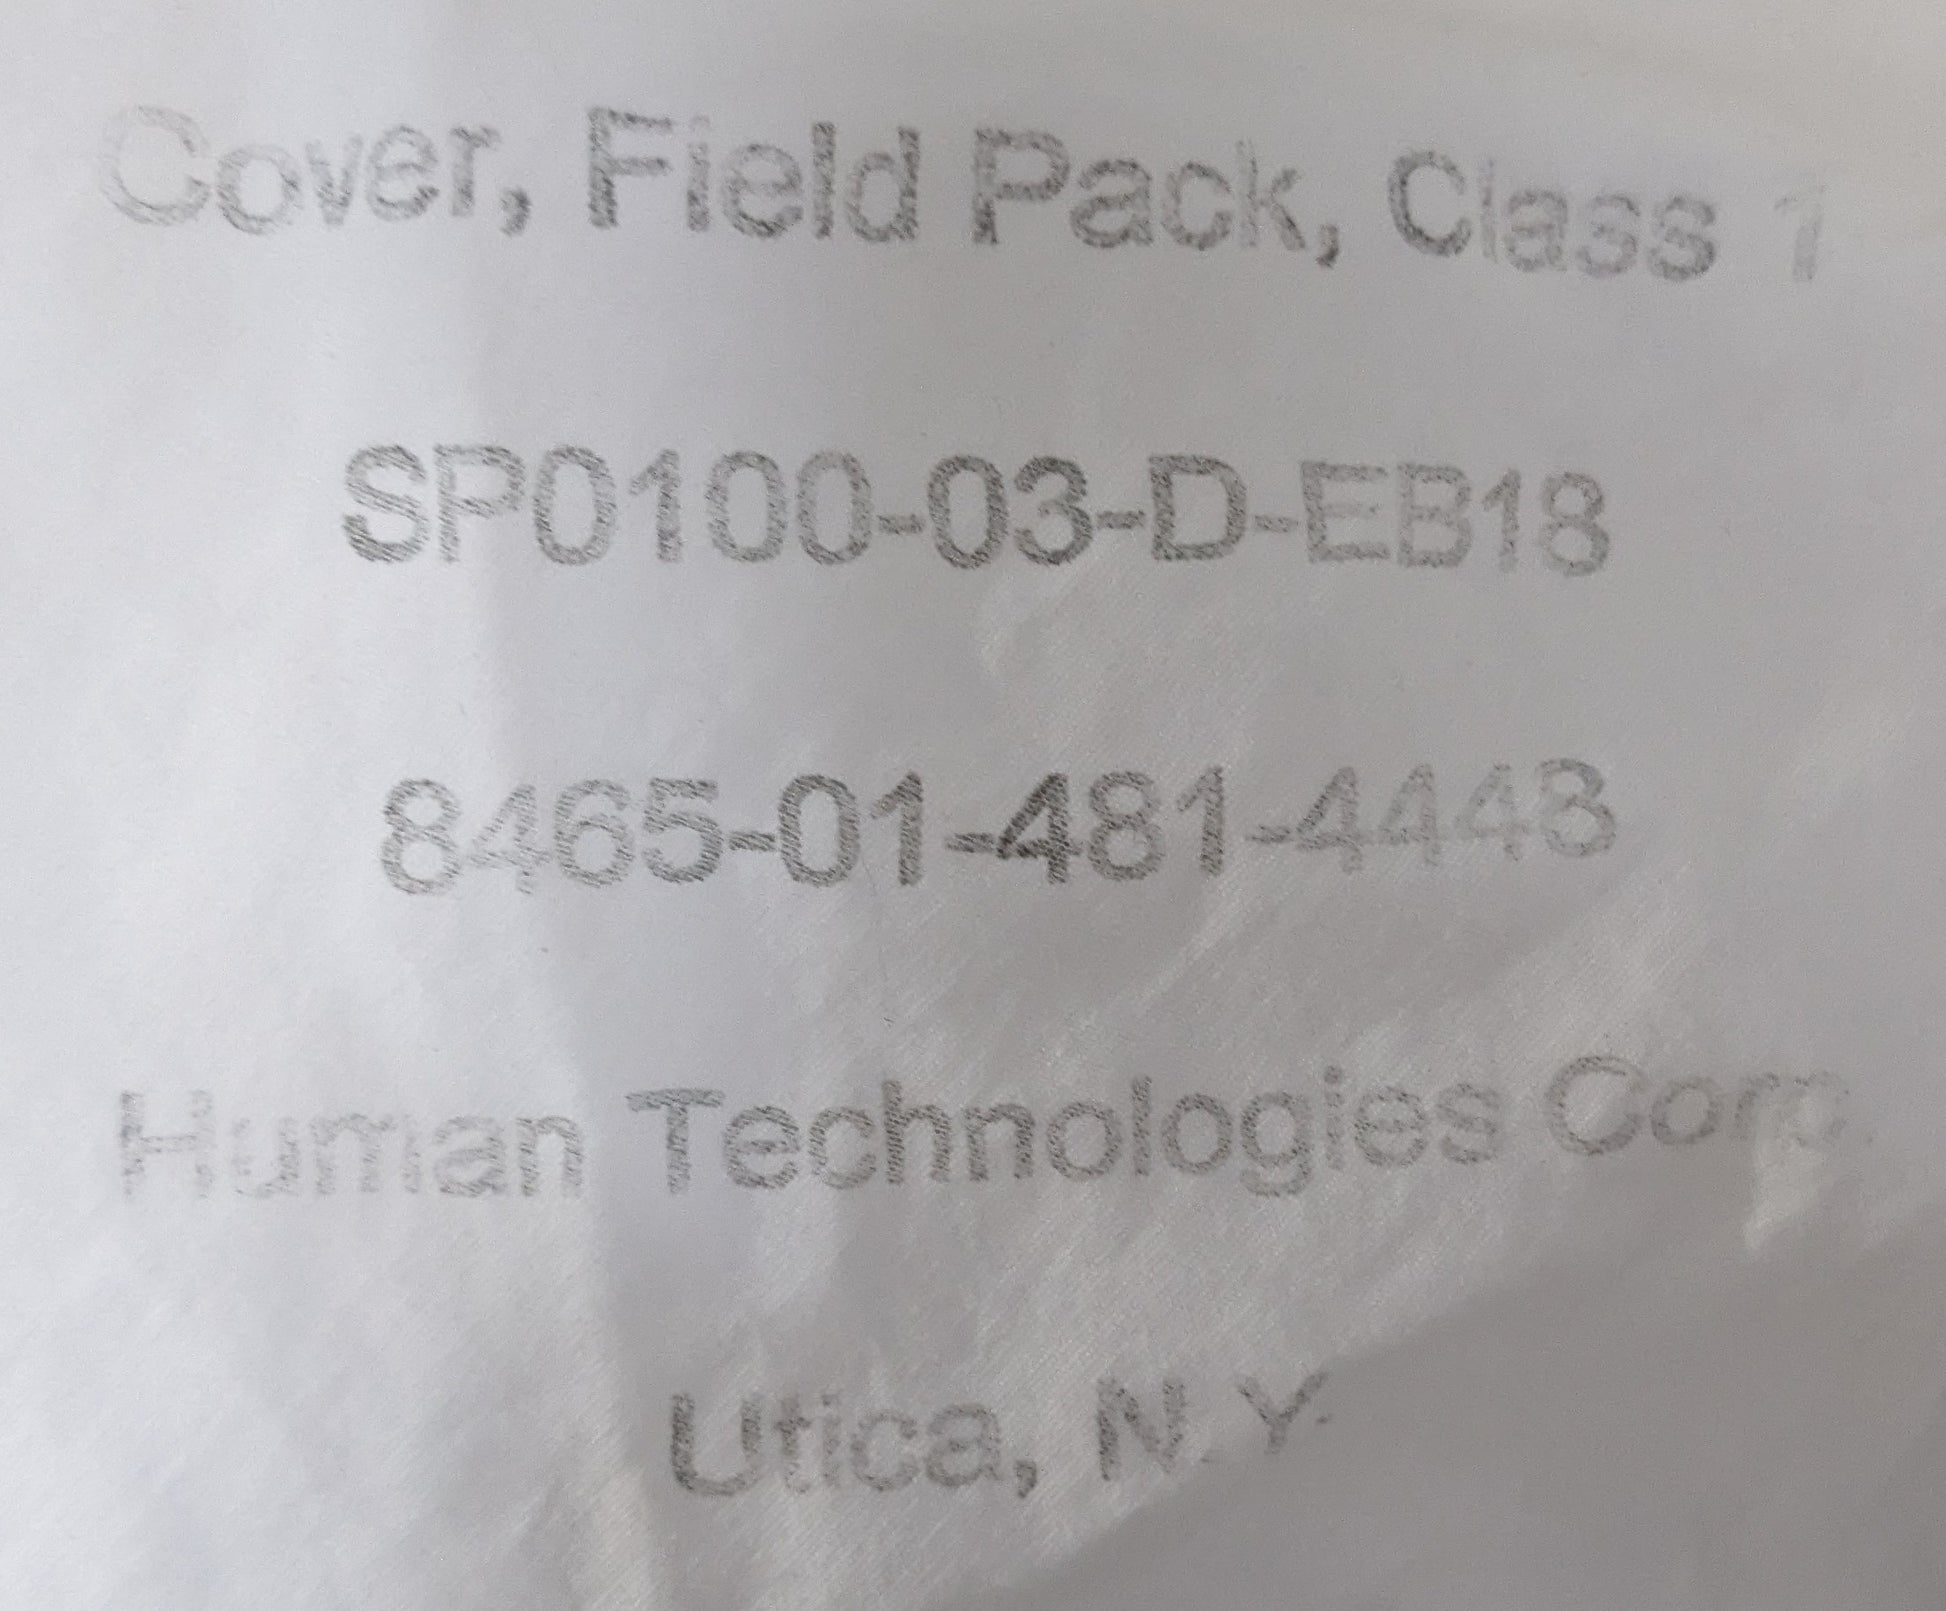 Cover, Field Pack, Class 1
SP0100-03-D-EB18
8465-01-481-4448
Human Technologies Corp.
Utica, N.Y.